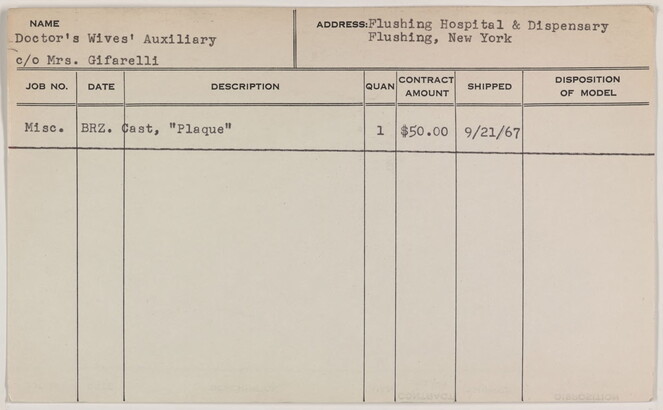 NAME
Doctor's Wives' Auxiliary
c/o Mrs. Gifarelli
ADDRESS: Flushing Hospital & Dispensary
Flushing, New York
JOB NO. DATE DESCRIPTION QUAN CONTRACT AMOUNT SHIPPED DISPOSITION OF MODEL
Misc. BRZ. Cast, "Plaque" 1 $50.00 9/21/67